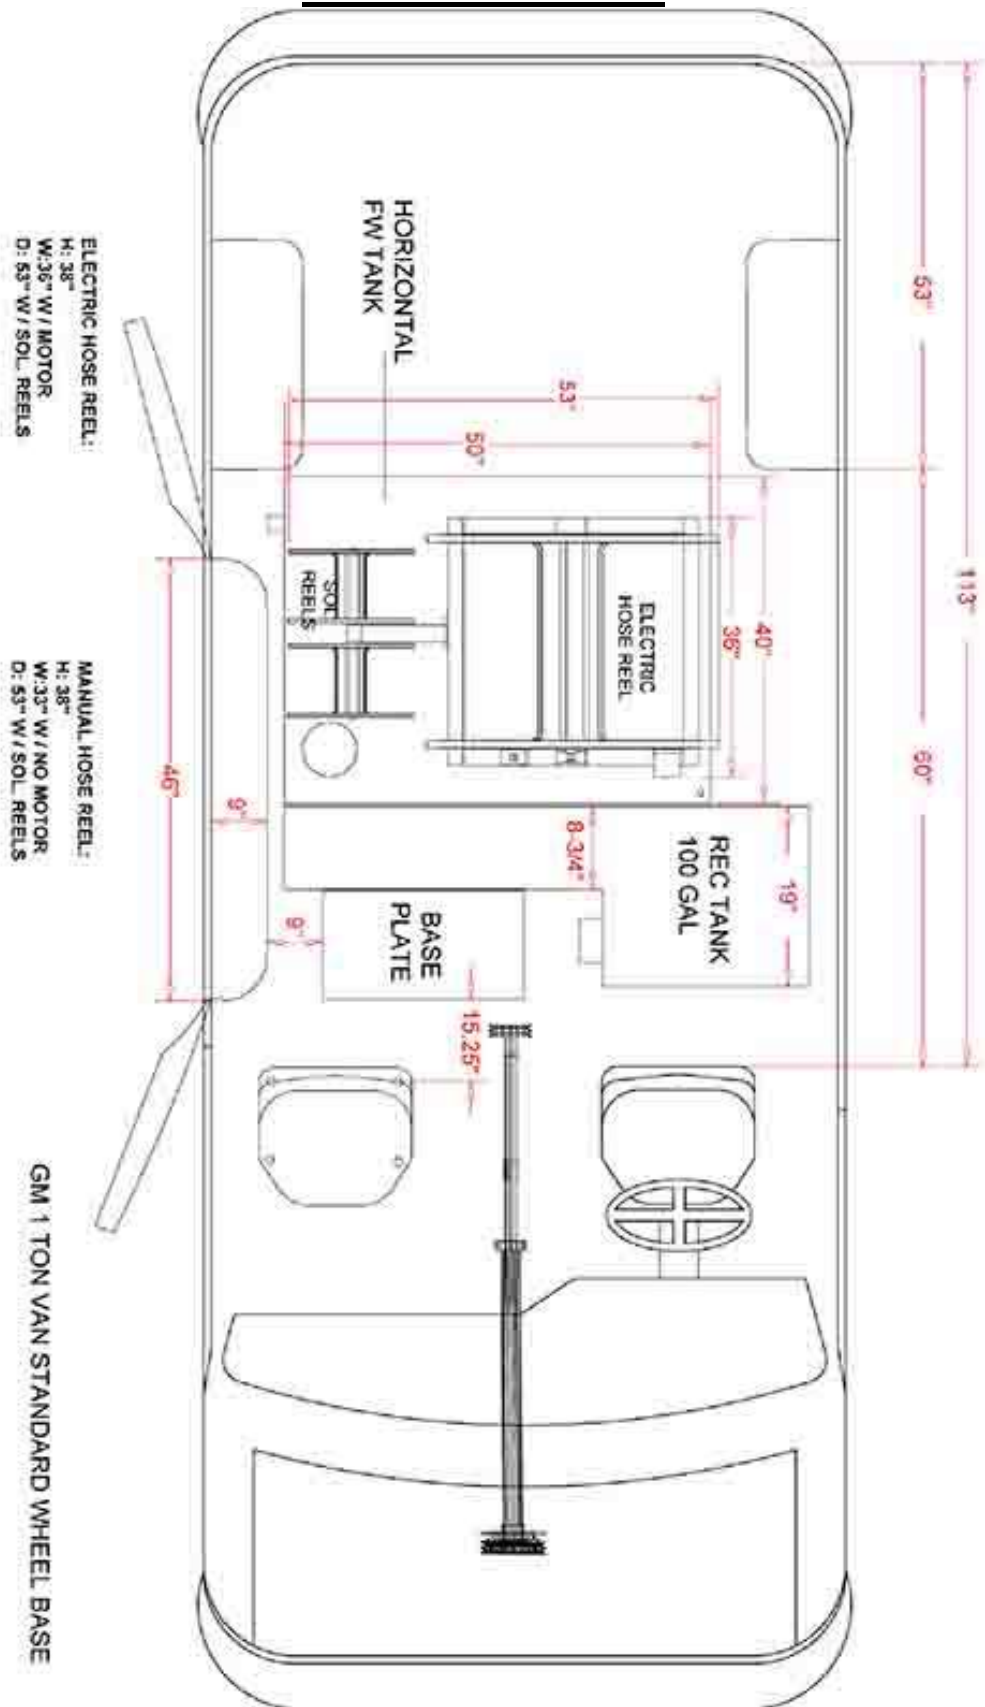 53"
113"
60"
HORIZONTAL
FW TANK
53"
50"
40"
36"
ELECTRIC
HOSE REEL
SOL
REELS
REC TANK
100 GAL
19"
8-3/4"
BASE
PLATE
9"
9"
46"
15.25"
ELECTRIC HOSE REEL:
H: 38"
W:36" W / MOTOR
D: 53" W / SOL. REELS
MANUAL HOSE REEL:
H: 38"
W:33" W / NO MOTOR
D: 53" W / SOL. REELS
GM 1 TON VAN STANDARD WHEEL BASE